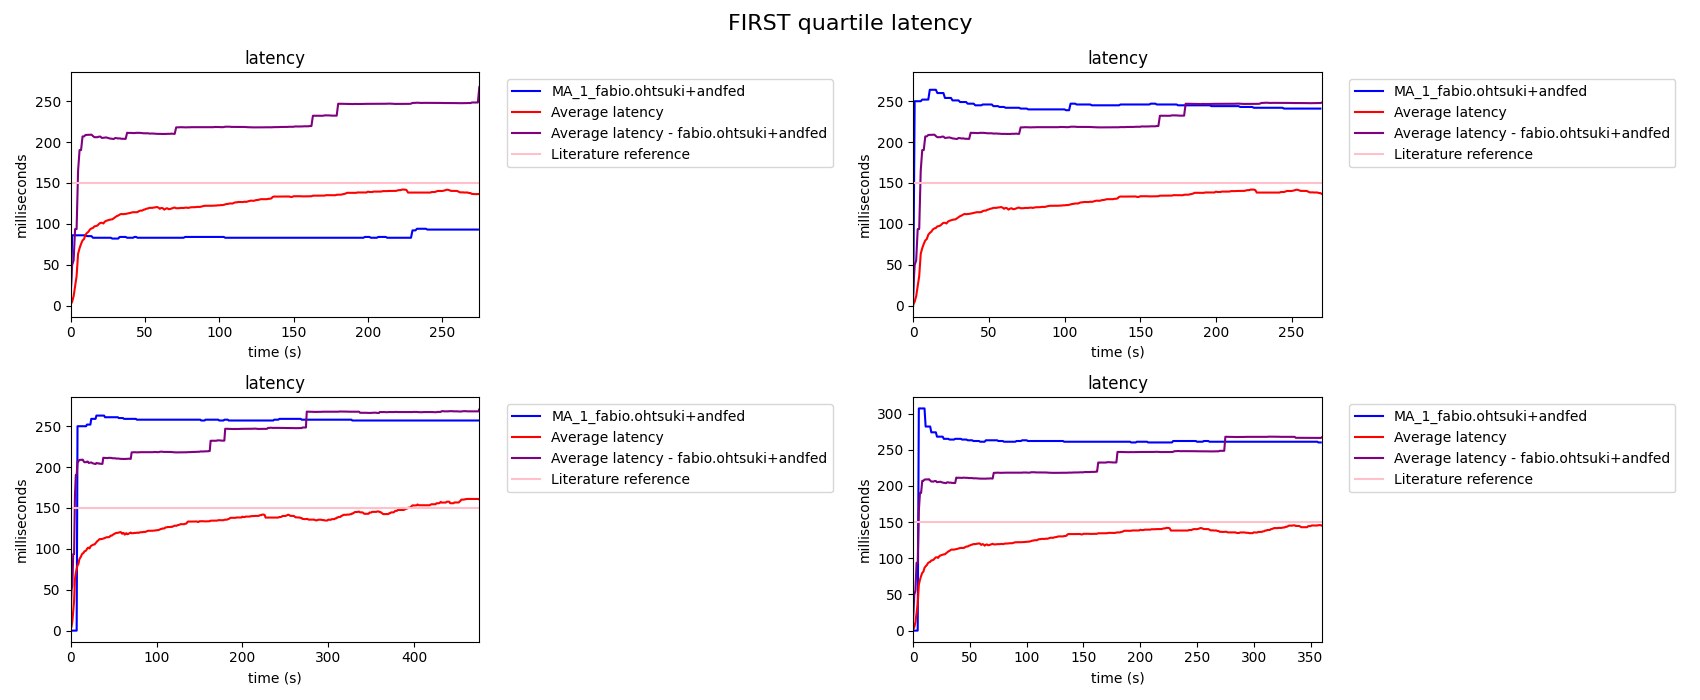 FIRST quartile latency
latency
MA_1_fabio.ohtsuki+andfed
Average latency
Average latency - fabio.ohtsuki+andfed
Literature reference
milliseconds
250
200
150
100
50
0
0 50 100 150 200 250
time (s)
latency
MA_1_fabio.ohtsuki+andfed
Average latency
Average latency - fabio.ohtsuki+andfed
Literature reference
milliseconds
250
200
150
100
50
0
0 50 100 150 200 250
time (s)
latency
MA_1_fabio.ohtsuki+andfed
Average latency
Average latency - fabio.ohtsuki+andfed
Literature reference
milliseconds
250
200
150
100
50
0
0 100 200 300 400
time (s)
latency
MA_1_fabio.ohtsuki+andfed
Average latency
Average latency - fabio.ohtsuki+andfed
Literature reference
milliseconds
300
250
200
150
100
50
0
0 50 100 150 200 250 300 350
time (s)